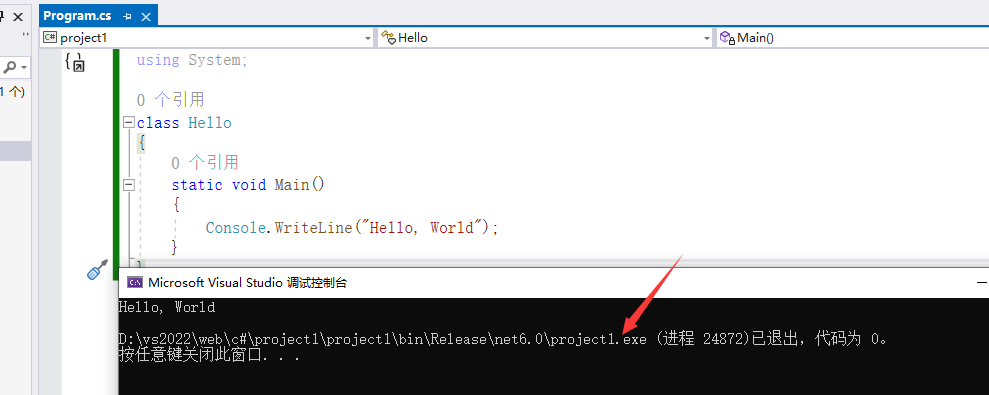 Program.cs
project1 Hello Main()
using System;
1 个)
0 个引用
class Hello
{
0 个引用
static void Main()
{
Console.WriteLine("Hello, World");
}
}
Microsoft Visual Studio 调试控制台
Hello, World
D:\vs2022\web\c#\project1\project1\bin\Release\net6.0\project1.exe (进程 24872)已退出，代码为 0。
按任意键关闭此窗口. . .